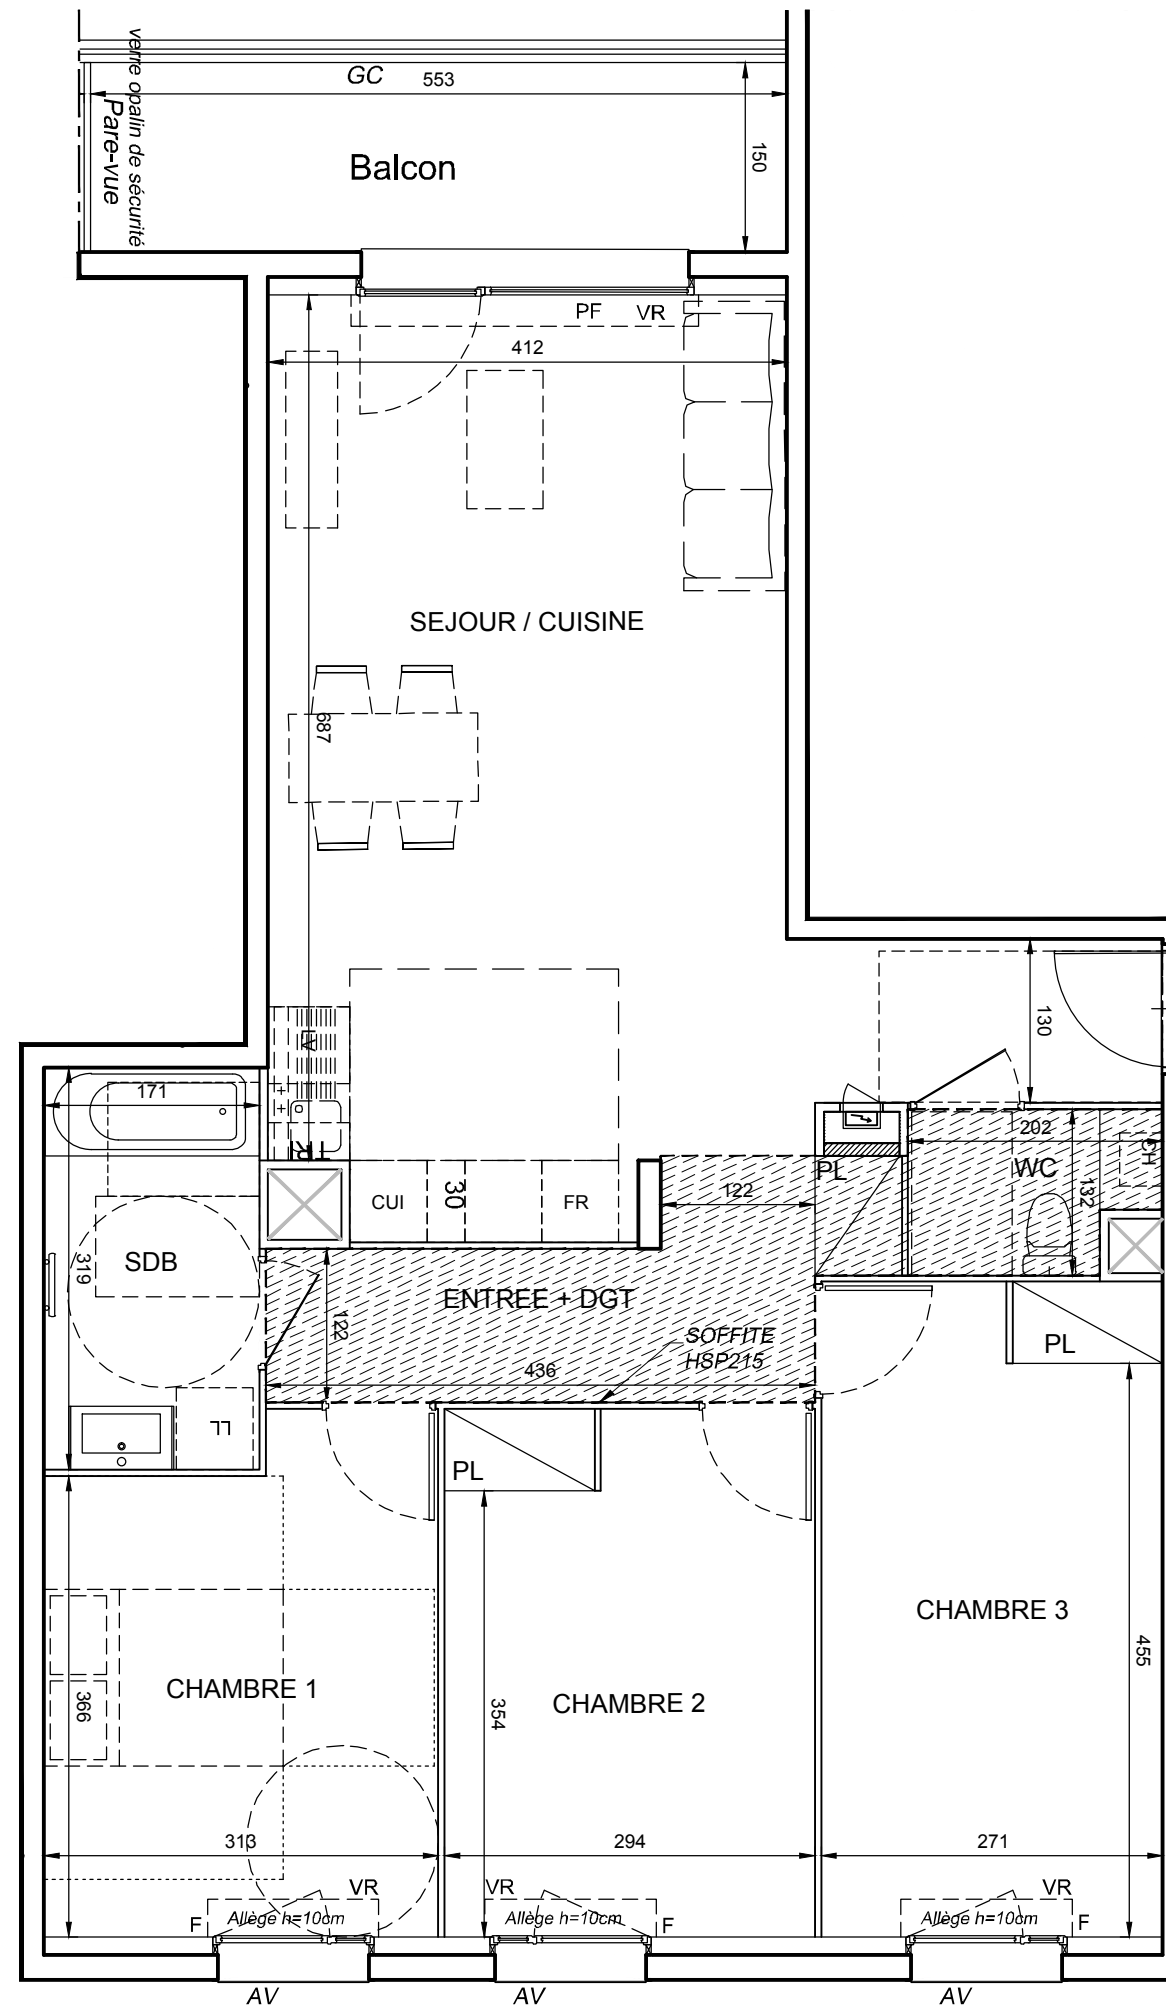 verre opalin de sécurité
Pare-vue
GC
553
150
Balcon
PF
VR
412
SEJOUR / CUISINE
687
130
171
LV
TRI
202
CH
PL
WC
132
CUI
30
FR
122
SDB
319
122
ENTREE + DGT
SOFFITE
HSP215
436
PL
LL
PL
CHAMBRE 3
455
CHAMBRE 1
366
354
CHAMBRE 2
313
294
271
VR
VR
VR
F
Allège h=10cm
Allège h=10cm
F
Allège h=10cm
F
AV
AV
AV